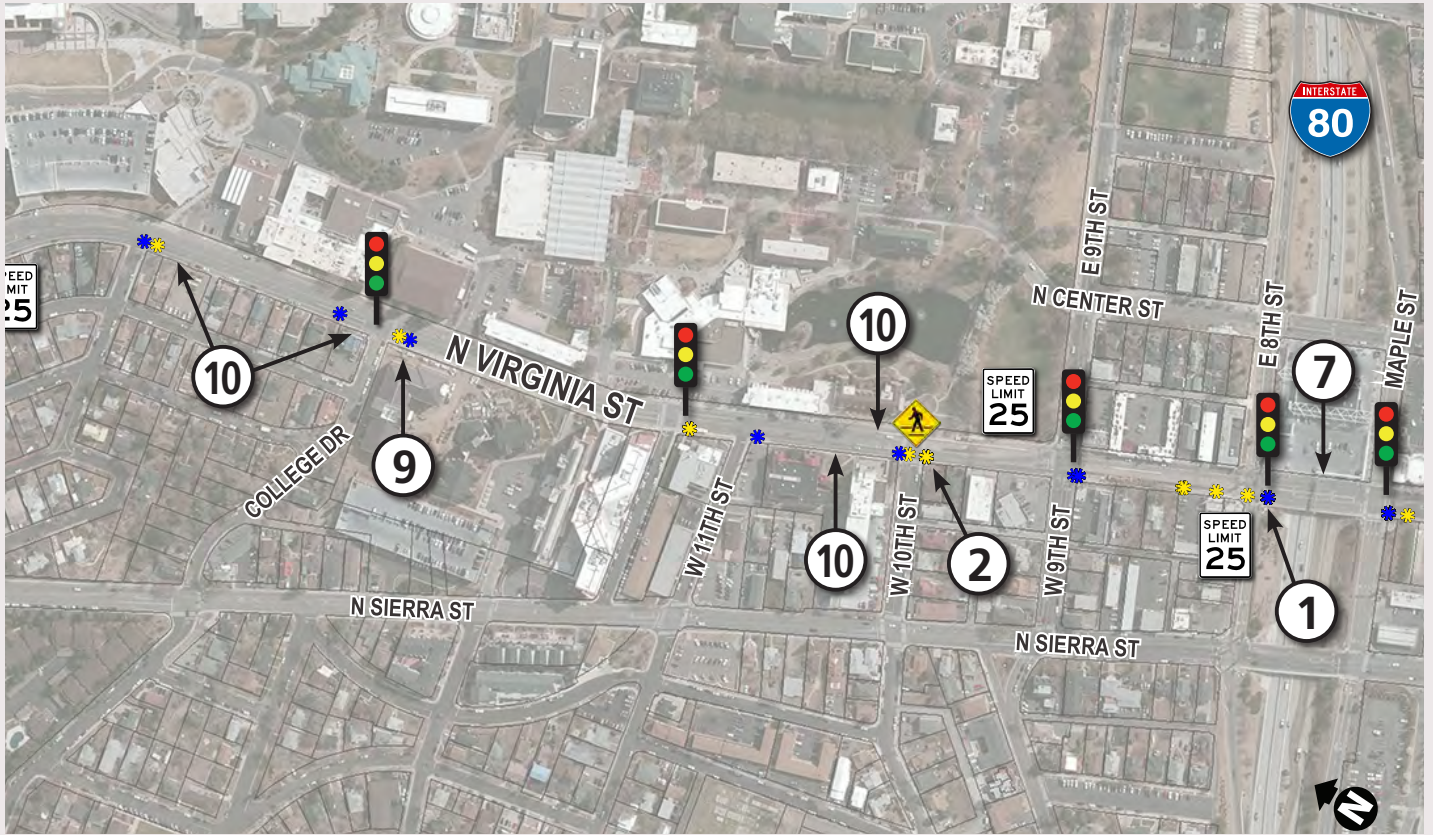 INTERSTATE
80
E 9TH ST
N CENTER ST
E 8TH ST
MAPLE ST
SPEED
LIMIT
25
10
N VIRGINIA ST
10
7
SPEED
LIMIT
25
9
COLLEGE DR
W 11TH ST
10
W 10TH ST
2
W 9TH ST
SPEED
LIMIT
25
1
N SIERRA ST
N SIERRA ST
N